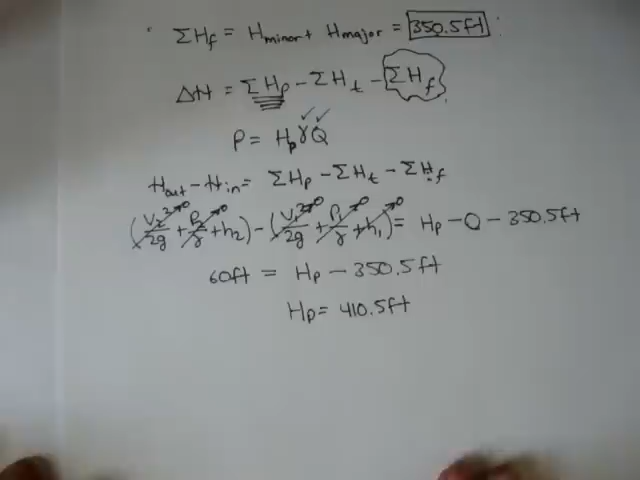 ΣHf = Hminor + Hmajor = 350.5ft
ΔH = ΣHp - ΣHt - ΣHf
P = HpγQ
Hout - Hin = ΣHp - ΣHt - ΣHf
(V2²/2g + P2/γ + h2) - (V1²/2g + P1/γ + h1) = Hp - 0 - 350.5ft
60ft = Hp - 350.5ft
Hp = 410.5ft